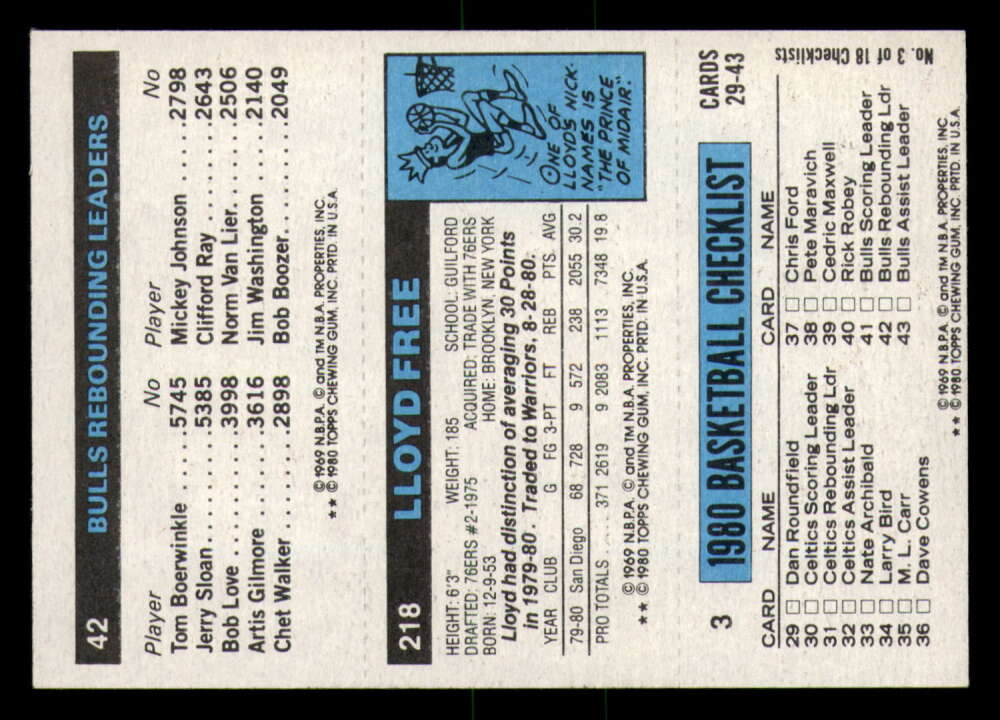 42 BULLS REBOUNDING LEADERS
Player No Player No
Tom Boerwinkle .....5745 Mickey Johnson ....2798
Jerry Sloan..............5385 Clifford Ray............2643
Bob Love................3998 Norm Van Lier........2506
Artis Gilmore .........3616 Jim Washington .....2140
Chet Walker ...........2898 Bob Boozer............2049
© 1969 N.B.P.A. © and TM N.B.A. PROPERTIES, INC.
★★ © 1980 TOPPS CHEWING GUM, INC. PRTD. IN U.S.A.
218 LLOYD FREE
HEIGHT: 6'3" WEIGHT: 185 SCHOOL: GUILFORD
DRAFTED: 76ERS #2-1975 ACQUIRED: TRADE WITH 76ERS
BORN: 12-9-53 HOME: BROOKLYN, NEW YORK
Lloyd had distinction of averaging 30 Points
in 1979-80. Traded to Warriors, 8-28-80.
YEAR CLUB G FG 3-PT FT REB PTS. AVG
79-80 San Diego 68 728 9 572 238 2055 30.2
PRO TOTALS.... 371 2619 9 2083 1113 7348 19.8
© 1969 N.B.P.A. © and TM N.B.A. PROPERTIES, INC.
★★ © 1980 TOPPS CHEWING GUM, INC. PRTD. IN U.S.A.
ONE OF
LLOYD'S NICK-
NAMES IS
"THE PRINCE
OF MIDAIR."
3 1980 BASKETBALL CHECKLIST CARDS
29-43
CARD NAME CARD NAME
29 □ Dan Roundfield 37 □ Chris Ford
30 □ Celtics Scoring Leader 38 □ Pete Maravich
31 □ Celtics Rebounding Ldr 39 □ Cedric Maxwell
32 □ Celtics Assist Leader 40 □ Rick Robey
33 □ Nate Archibald 41 □ Bulls Scoring Leader
34 □ Larry Bird 42 □ Bulls Rebounding Ldr
35 □ M. L. Carr 43 □ Bulls Assist Leader
36 □ Dave Cowens
No. 3 of 18 Checklists
© 1969 N.B.P.A. © and TM N.B.A. PROPERTIES, INC.
★★ © 1980 TOPPS CHEWING GUM, INC. PRTD. IN U.S.A.